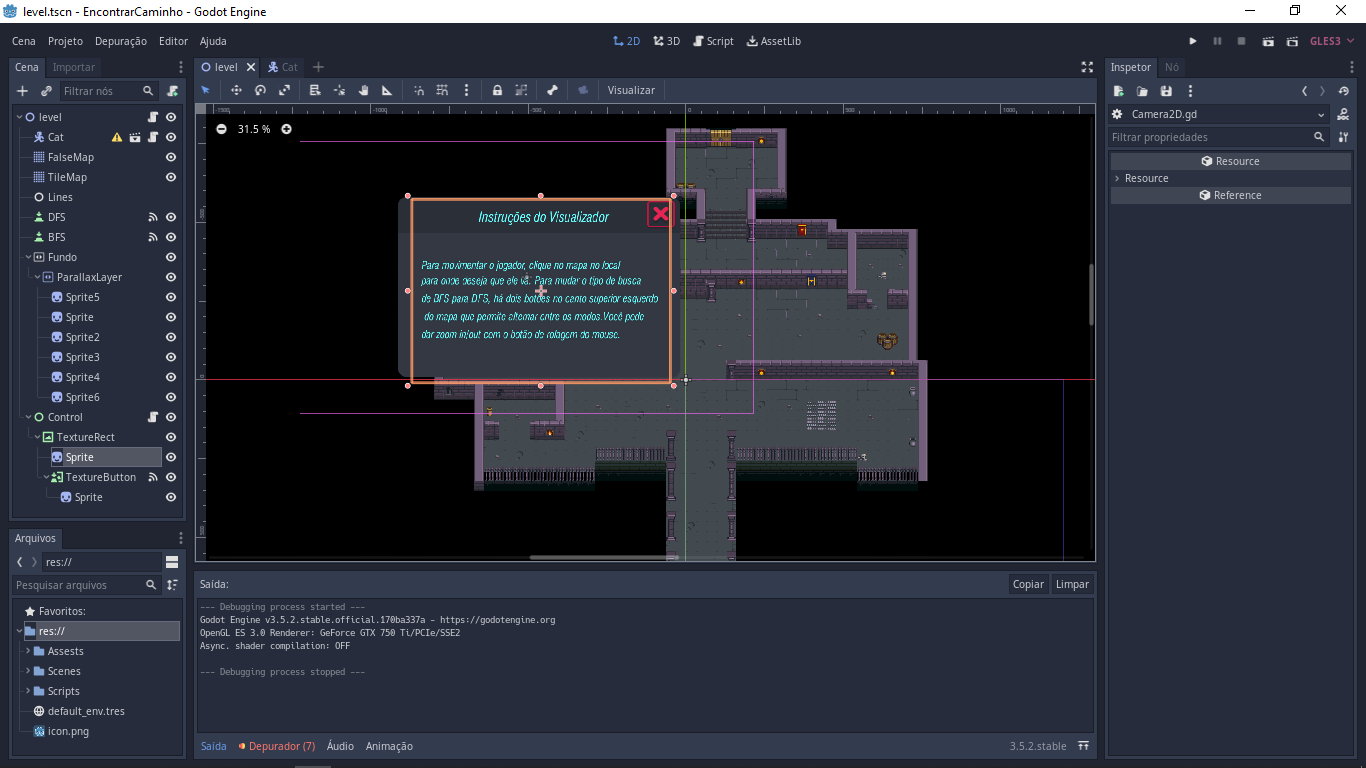 level.tscn - EncontrarCaminho - Godot Engine
Cena Projeto Depuração Editor Ajuda
2D 3D Script AssetLib
GLES3
Cena Importar
level Cat
Inspetor Nó
Filtrar nós
Visualizar
Camera2D.gd
Filtrar propriedades
Resource
Resource
Reference
level
Cat
FalseMap
TileMap
Lines
DFS
BFS
Fundo
ParallaxLayer
Sprite5
Sprite
Sprite2
Sprite3
Sprite4
Sprite6
Control
TextureRect
Sprite
TextureButton
Sprite
31.5 %
-1500 -1000 -500 0 500 1000
Instruções do Visualizador
Para movimentar o jogador, clique no mapa no local
para onde deseja que ele vá. Para mudar o tipo de busca
de BFS para DFS, há dois botões no canto superior esquerdo
do mapa que permite alternar entre os modos.Você pode
dar zoom in/out com o botão de rolagem do mouse.
Arquivos
res://
Pesquisar arquivos
Favoritos:
res://
Assests
Scenes
Scripts
default_env.tres
icon.png
Saída:
Copiar Limpar
--- Debugging process started ---
Godot Engine v3.5.2.stable.official.170ba337a - https://godotengine.org
OpenGL ES 3.0 Renderer: GeForce GTX 750 Ti/PCIe/SSE2
Async. shader compilation: OFF
--- Debugging process stopped ---
Saída Depurador (7) Áudio Animação
3.5.2.stable